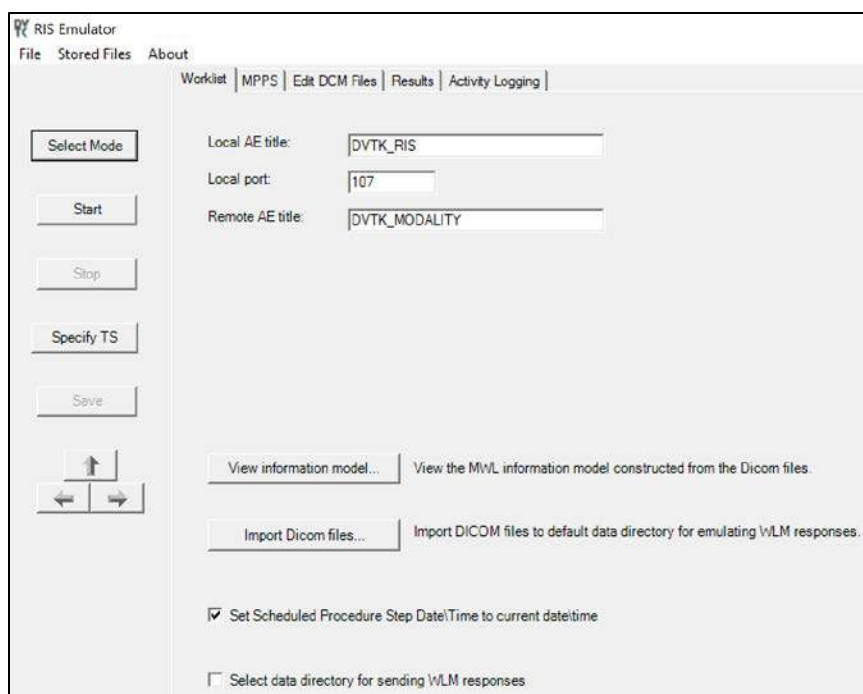 RIS Emulator
File Stored Files About
Worklist MPPS Edit DCM Files Results Activity Logging
Select Mode
Local AE title: DVTK_RIS
Local port: 107
Start
Remote AE title: DVTK_MODALITY
Stop
Specify TS
Save
View information model... View the MWL information model constructed from the Dicom files.
Import Dicom files... Import DICOM files to default data directory for emulating WLM responses.
Set Scheduled Procedure Step Date\Time to current date\time
Select data directory for sending WLM responses